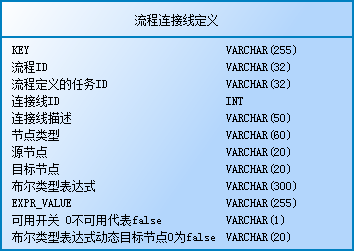 流程连接线定义
KEY VARCHAR(255)
流程ID VARCHAR(32)
流程定义的任务ID VARCHAR(32)
连接线ID INT
连接线描述 VARCHAR(50)
节点类型 VARCHAR(60)
源节点 VARCHAR(20)
目标节点 VARCHAR(20)
布尔类型表达式 VARCHAR(300)
EXPR_VALUE VARCHAR(255)
可用开关 0不可用代表false VARCHAR(1)
布尔类型表达式动态目标节点0为false VARCHAR(20)